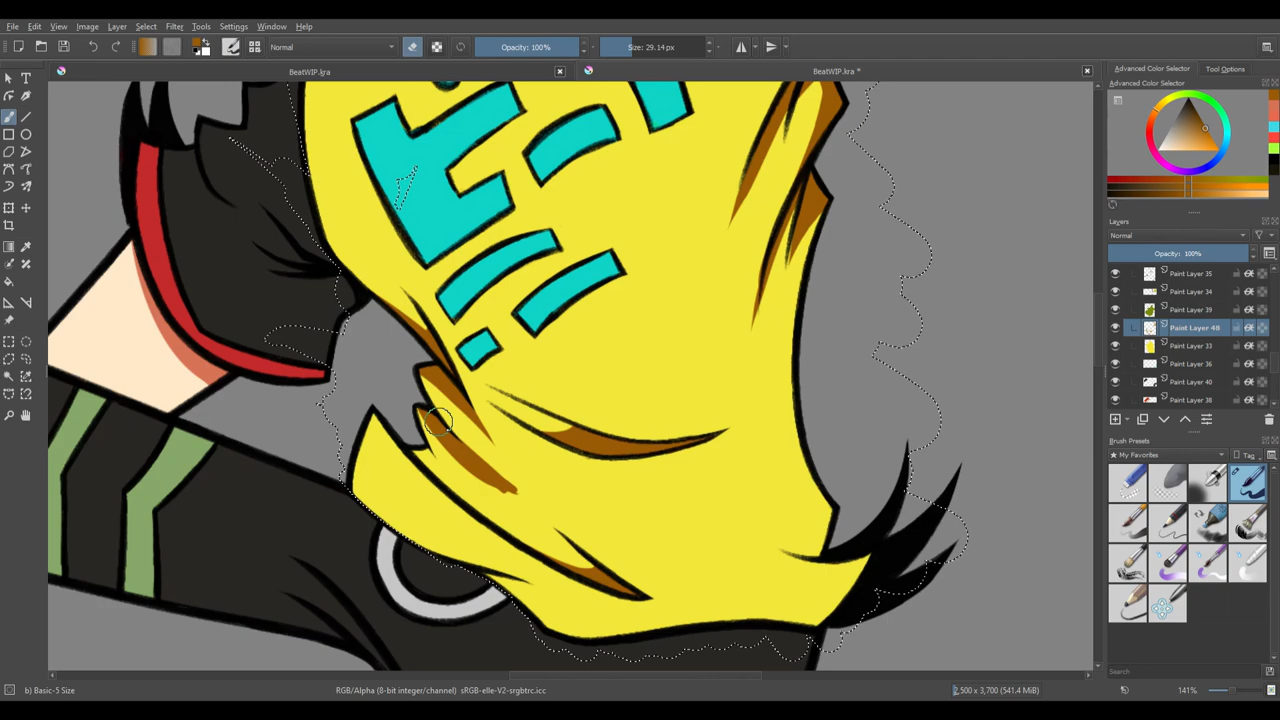 File Edit View Image Layer Select Filter Tools Settings Window Help
Normal Opacity: 100% Size: 29.14 px
BeatWIP.kra BeatWIP.kra *
Advanced Color Selector Tool Options
Advanced Color Selector
Layers
Normal
Opacity: 100%
Paint Layer 35
Paint Layer 34
Paint Layer 39
Paint Layer 48
Paint Layer 33
Paint Layer 36
Paint Layer 40
Paint Layer 38
Brush Presets
★ My Favorites Tag
Search
b) Basic-5 Size RGB/Alpha (8-bit integer/channel) sRGB-elle-V2-srgbtrc.icc 2,500 x 3,700 (541.4 MiB) 141%